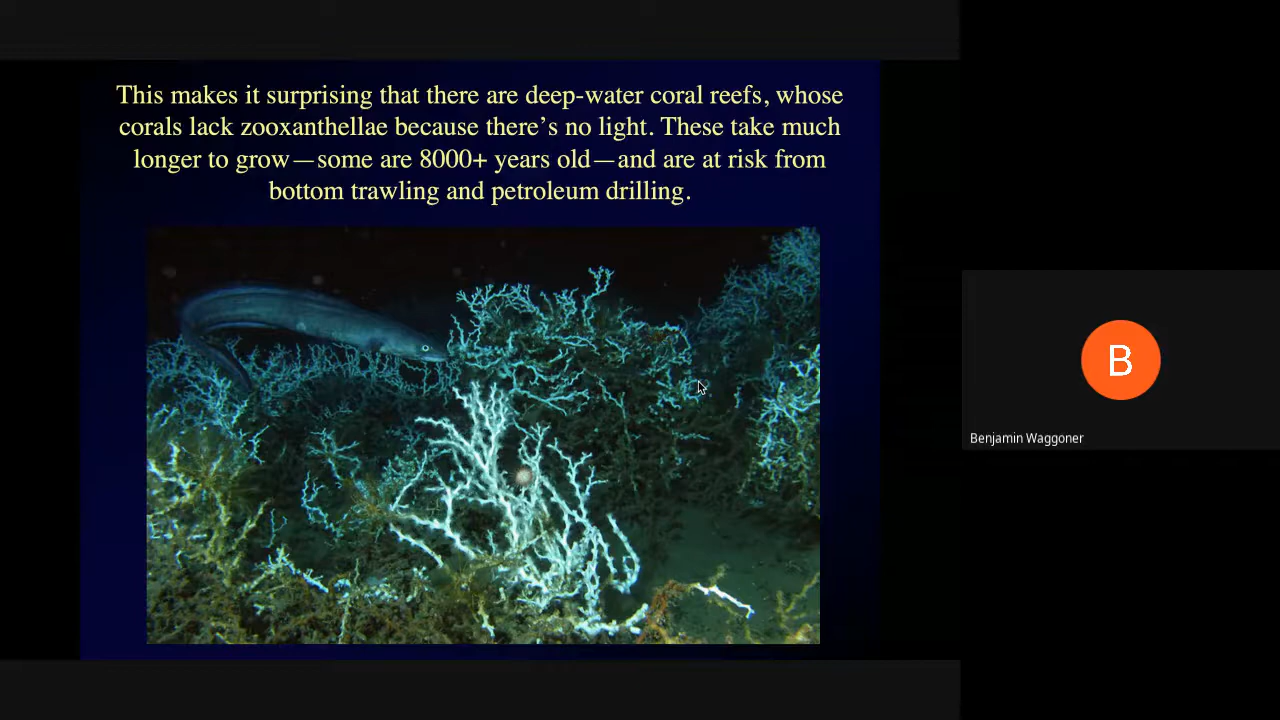 This makes it surprising that there are deep-water coral reefs, whose
corals lack zooxanthellae because there’s no light. These take much
longer to grow—some are 8000+ years old—and are at risk from
bottom trawling and petroleum drilling.
B
Benjamin Waggoner